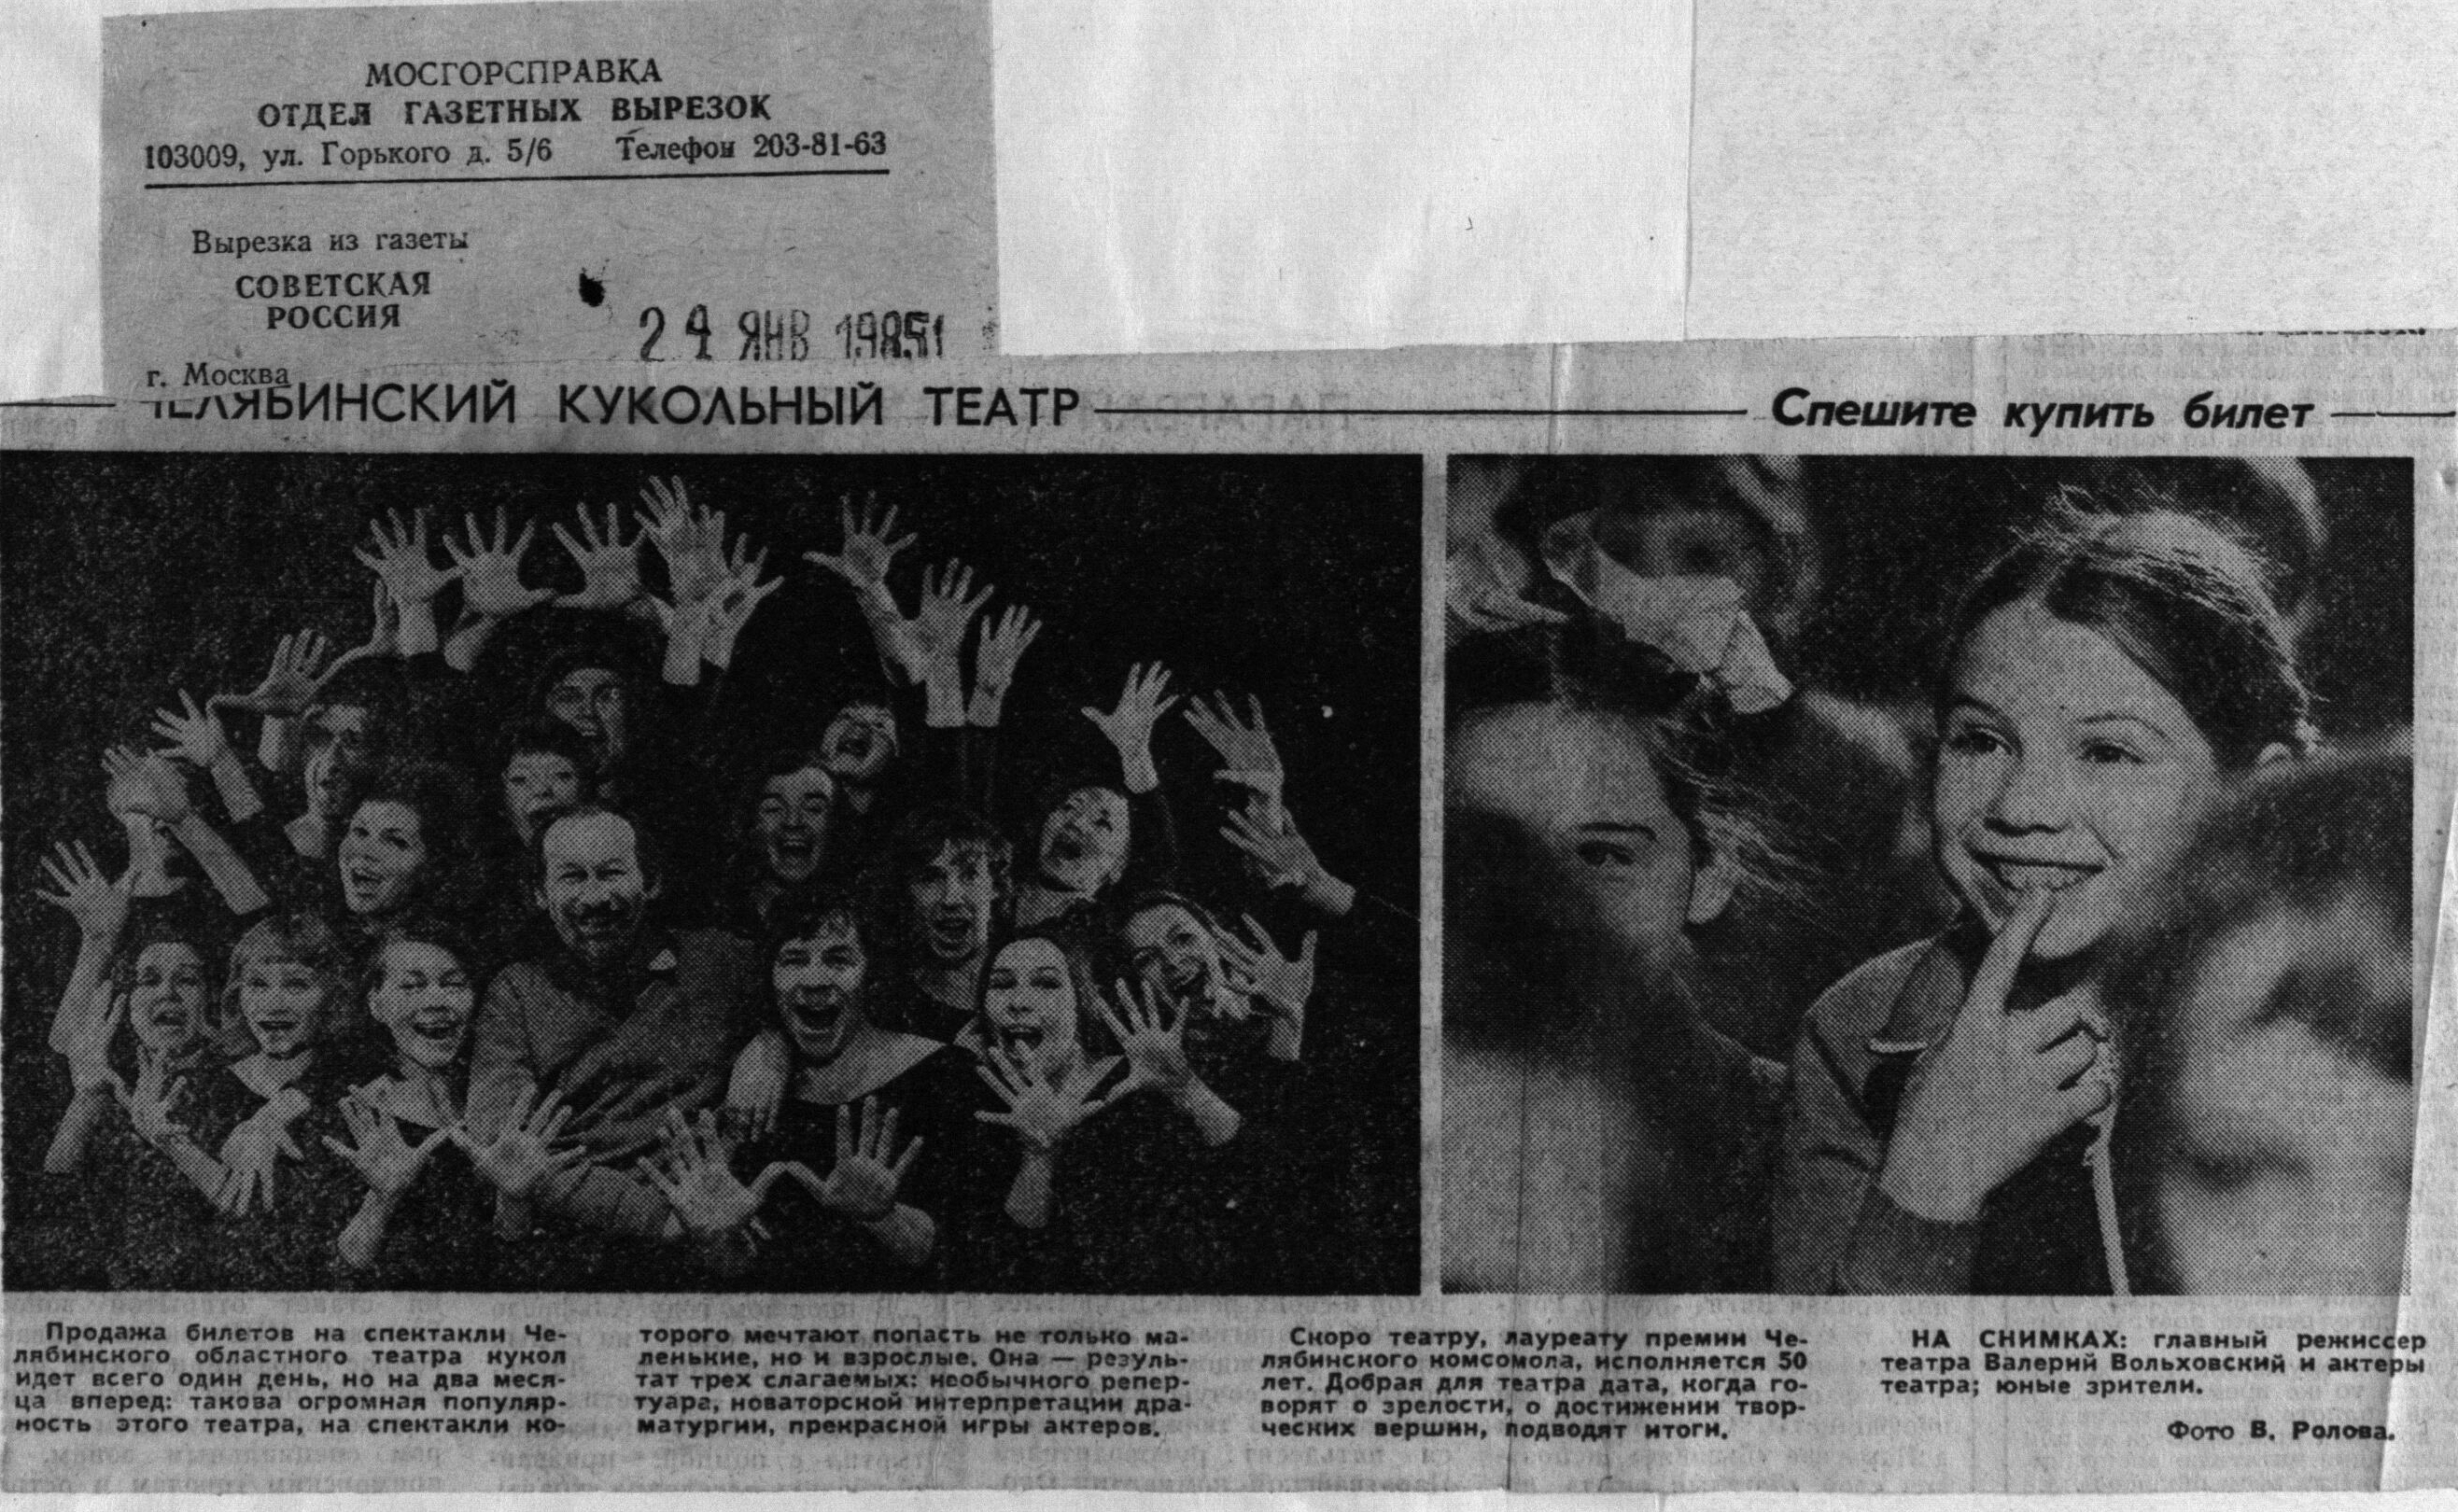 МОСГОРСПРАВКА
ОТДЕЛ ГАЗЕТНЫХ ВЫРЕЗОК
103009, ул. Горького д. 5/6 Телефон 203-81-63
Вырезка из газеты
СОВЕТСКАЯ
РОССИЯ
ЯНВ
г. Москва
ЧЕЛЯБИНСКИЙ КУКОЛЬНЫЙ ТЕАТР
Спешите купить билет
Продажа билетов на спектакли Че-
лябинского областного театра кукол
идет всего один день, но на два меся-
ца вперед: такова огромная популяр-
ность этого театра, на спектакли ко-
торого мечтают попасть не только ма-
ленькие, но и взрослые. Она — резуль-
тат трех слагаемых: необычного репер-
туара, новаторской интерпретации дра-
матургии, прекрасной игры актеров.
Скоро театру, лауреату премии Че-
лябинского комсомола, исполняется 50
лет. Добрая для театра дата, когда го-
ворят о зрелости, о достижении твор-
ческих вершин, подводят итоги.
НА СНИМКАХ: главный режиссер
театра Валерий Вольховский и актеры
театра; юные зрители.
Фото В. Ролова.